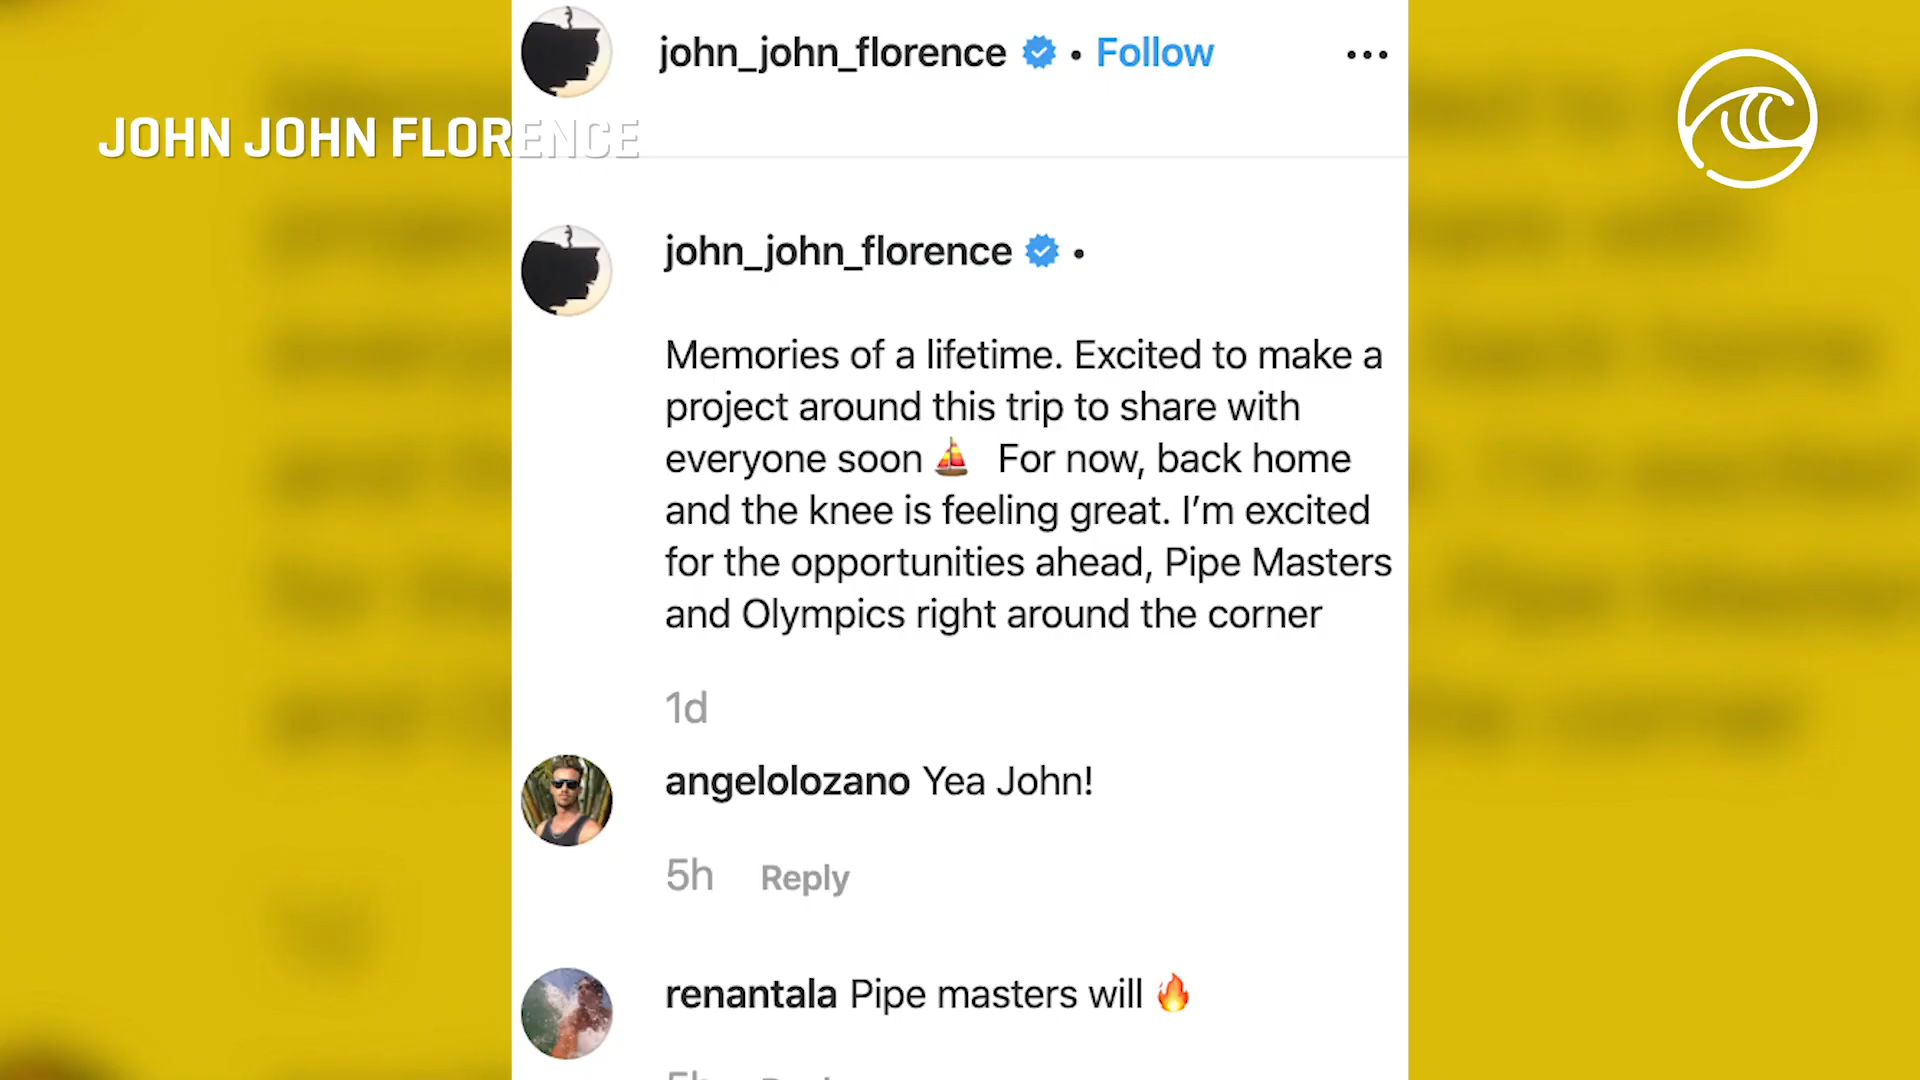 john_john_florence • Follow
JOHN JOHN FLORENCE
john_john_florence •
Memories of a lifetime. Excited to make a
project around this trip to share with
everyone soon ⛵ For now, back home
and the knee is feeling great. I’m excited
for the opportunities ahead, Pipe Masters
and Olympics right around the corner
1d
angelolozano Yea John!
5h Reply
renantala Pipe masters will 🔥